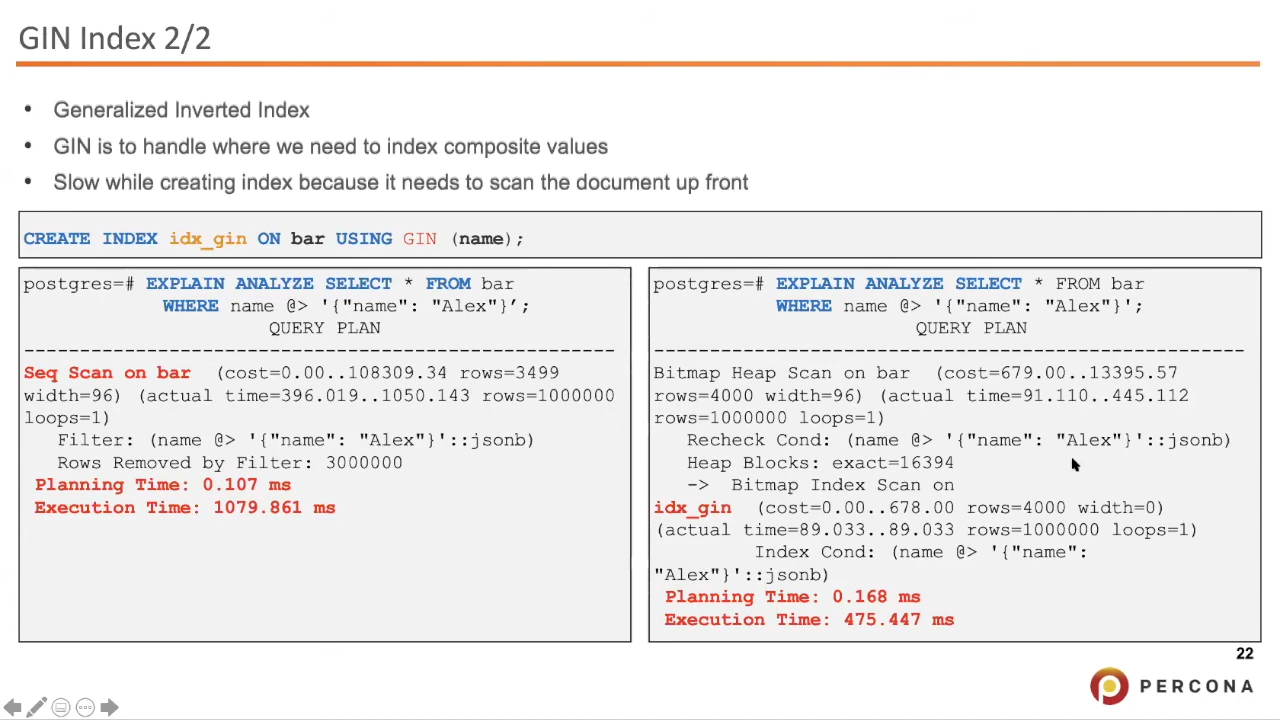 GIN Index 2/2
• Generalized Inverted Index
• GIN is to handle where we need to index composite values
• Slow while creating index because it needs to scan the document up front
CREATE INDEX idx_gin ON bar USING GIN (name);
postgres=# EXPLAIN ANALYZE SELECT * FROM bar
WHERE name @> '{"name": "Alex"}’;
QUERY PLAN
-----------------------------------------------------
Seq Scan on bar (cost=0.00..108309.34 rows=3499
width=96) (actual time=396.019..1050.143 rows=1000000
loops=1)
Filter: (name @> '{"name": "Alex"}'::jsonb)
Rows Removed by Filter: 3000000
Planning Time: 0.107 ms
Execution Time: 1079.861 ms
postgres=# EXPLAIN ANALYZE SELECT * FROM bar
WHERE name @> '{"name": "Alex"}';
QUERY PLAN
-----------------------------------------------------
Bitmap Heap Scan on bar (cost=679.00..13395.57
rows=4000 width=96) (actual time=91.110..445.112
rows=1000000 loops=1)
Recheck Cond: (name @> '{"name": "Alex"}'::jsonb)
Heap Blocks: exact=16394
-> Bitmap Index Scan on
idx_gin (cost=0.00..678.00 rows=4000 width=0)
(actual time=89.033..89.033 rows=1000000 loops=1)
Index Cond: (name @> '{"name":
"Alex"}'::jsonb)
Planning Time: 0.168 ms
Execution Time: 475.447 ms
22
PERCONA